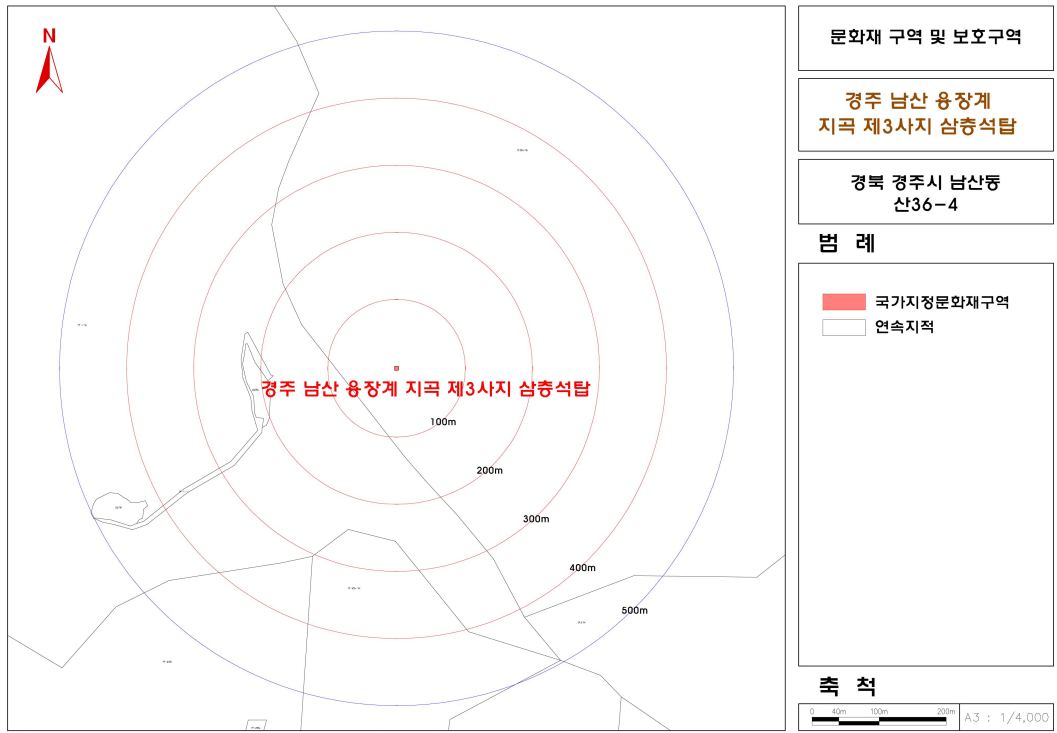 N
경주 남산 용장계 지곡 제3사지 삼층석탑
100m
200m
300m
400m
500m
문화재 구역 및 보호구역
경주 남산 용장계
지곡 제3사지 삼층석탑
경북 경주시 남산동
산36-4
범 례
국가지정문화재구역
연속지적
축 척
0 40m 100m 200m
A3 : 1/4,000